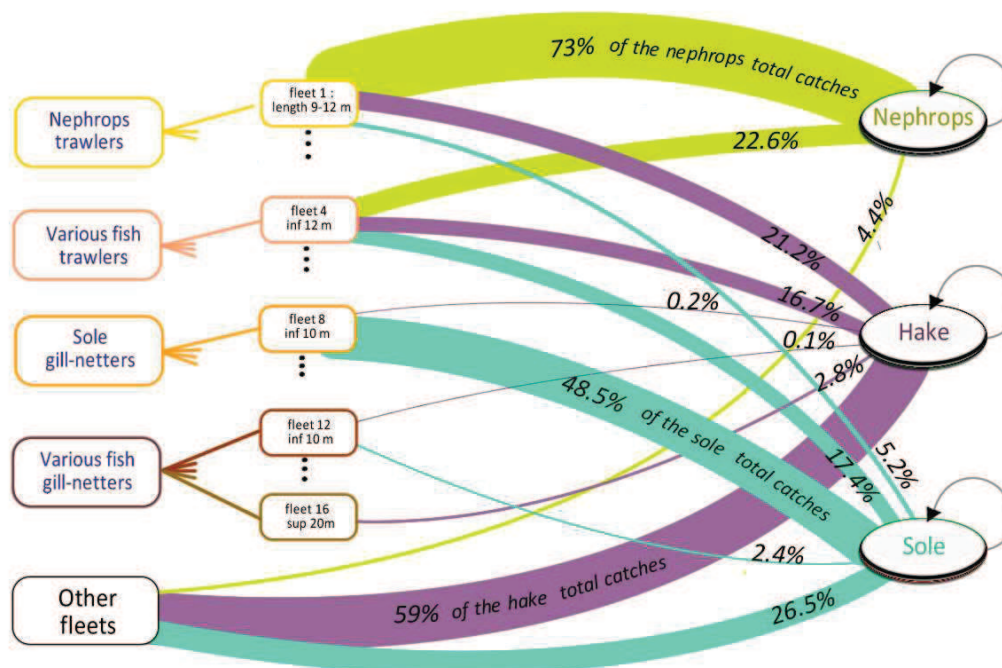 73% of the nephrops total catches
fleet 1 :
length 9-12 m
Nephrops
trawlers
Nephrops
22.6%
4.4%
fleet 4
inf 12 m
Various fish
trawlers
21.2%
16.7%
0.2%
fleet 8
inf 10 m
Hake
0.1%
Sole
gill-netters
2.8%
48.5% of the sole total catches
fleet 12
inf 10 m
Various fish
gill-netters
5.2%
17.4%
fleet 16
sup 20m
Sole
2.4%
Other
fleets
59% of the hake total catches
26.5%